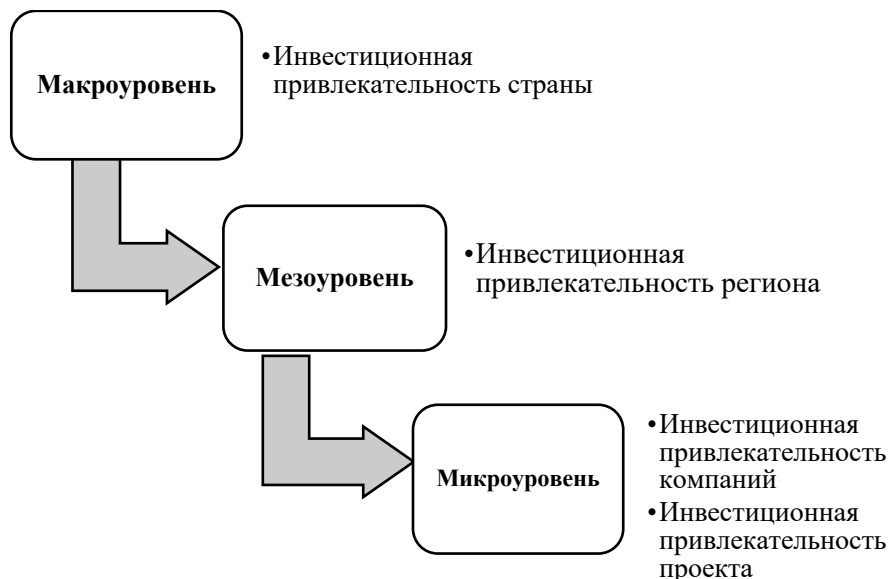 Макроуровень
•Инвестиционная
привлекательность страны
Мезоуровень
•Инвестиционная
привлекательность региона
Микроуровень
•Инвестиционная
привлекательность
компаний
•Инвестиционная
привлекательность
проекта